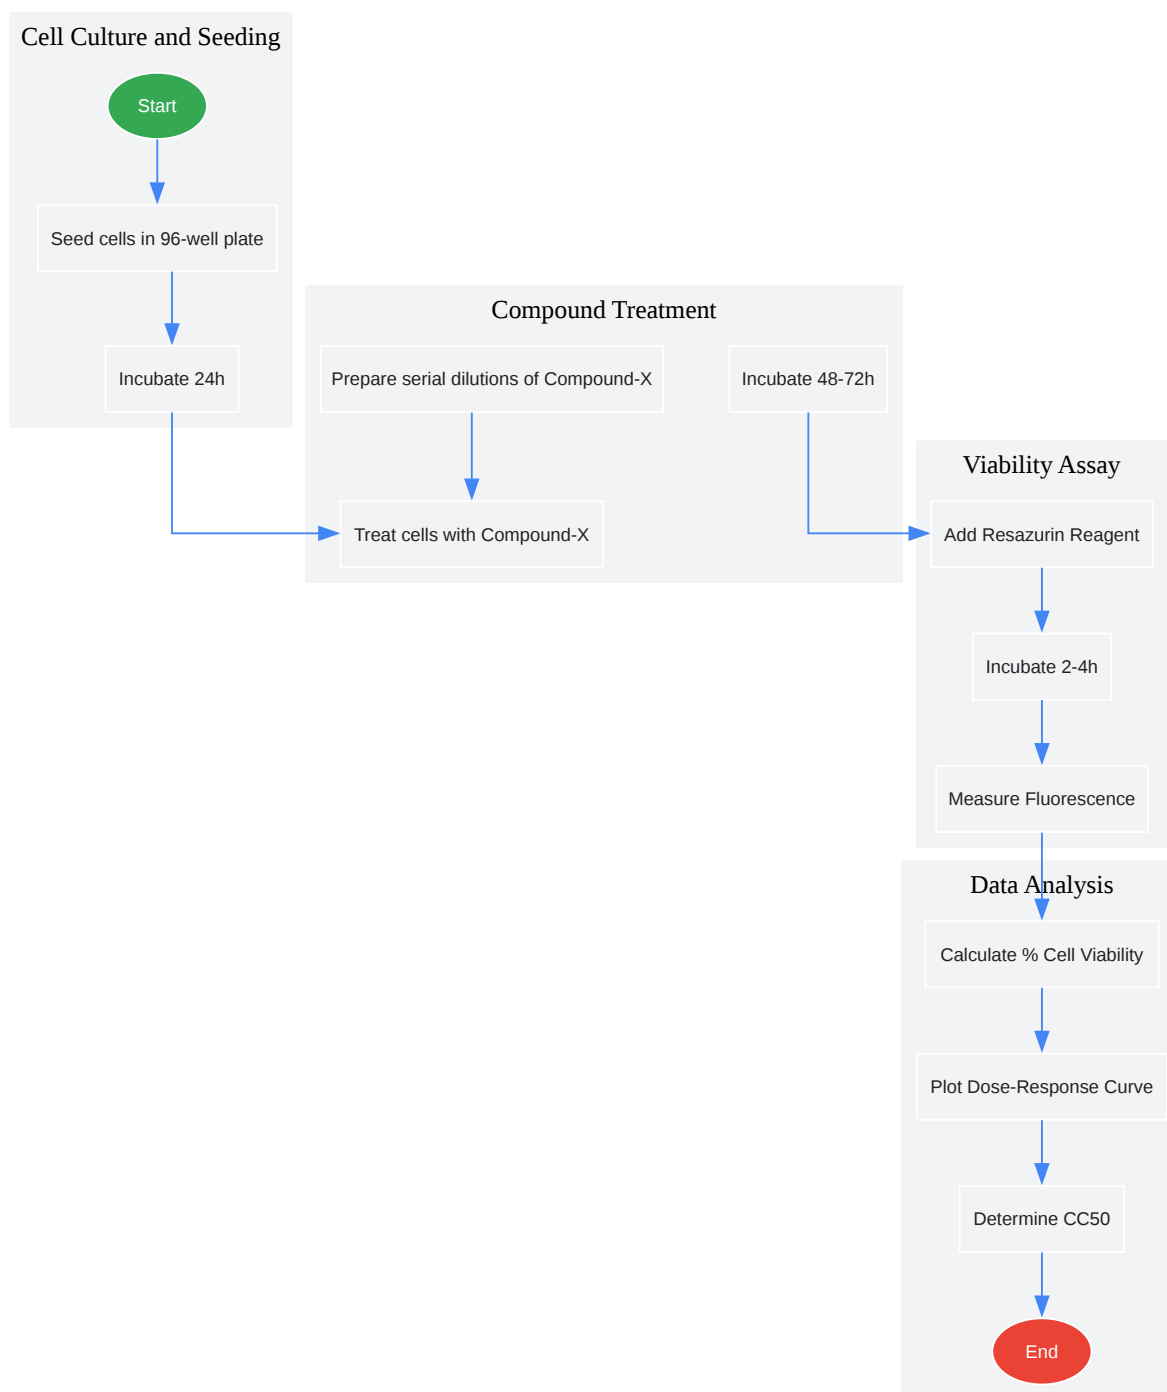 Cell Culture and Seeding
Start
Seed cells in 96-well plate
Incubate 24h
Compound Treatment
Prepare serial dilutions of Compound-X
Incubate 48-72h
Treat cells with Compound-X
Viability Assay
Add Resazurin Reagent
Incubate 2-4h
Measure Fluorescence
Data Analysis
Calculate % Cell Viability
Plot Dose-Response Curve
Determine CC50
End